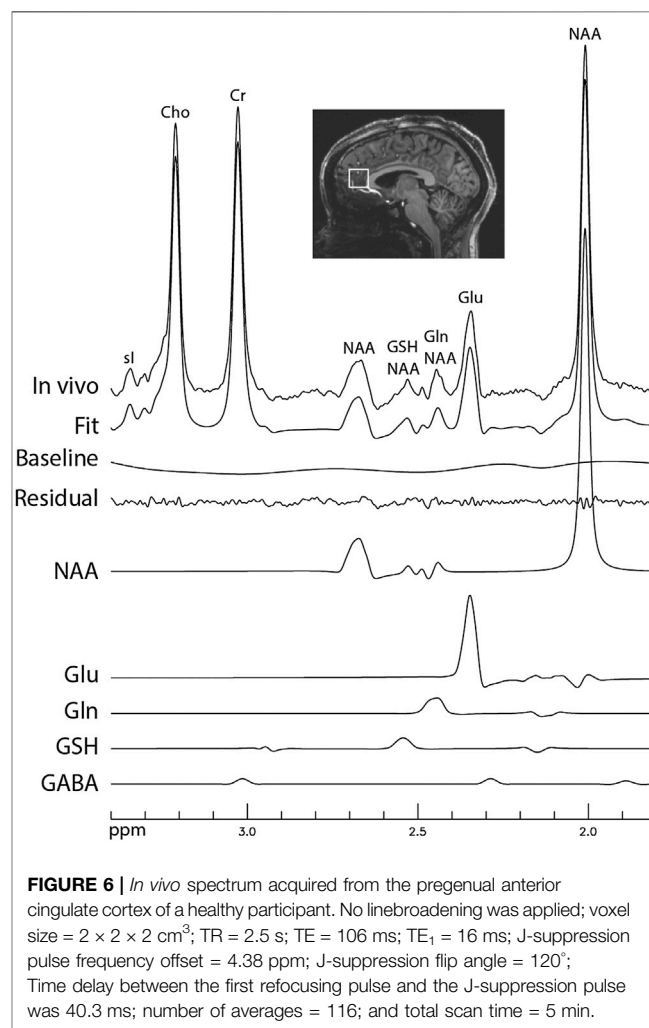 NAA
Cho
Cr
Glu
sI
NAA
GSH
NAA
Gln
NAA
In vivo
Fit
Baseline
Residual
NAA
Glu
Gln
GSH
GABA
ppm
3.0
2.5
2.0
FIGURE 6 | In vivo spectrum acquired from the pregenual anterior
cingulate cortex of a healthy participant. No linebroadening was applied; voxel
size = 2 × 2 × 2 cm³; TR = 2.5 s; TE = 106 ms; TE₁ = 16 ms; J-suppression
pulse frequency offset = 4.38 ppm; J-suppression flip angle = 120°;
Time delay between the first refocusing pulse and the J-suppression pulse
was 40.3 ms; number of averages = 116; and total scan time = 5 min.